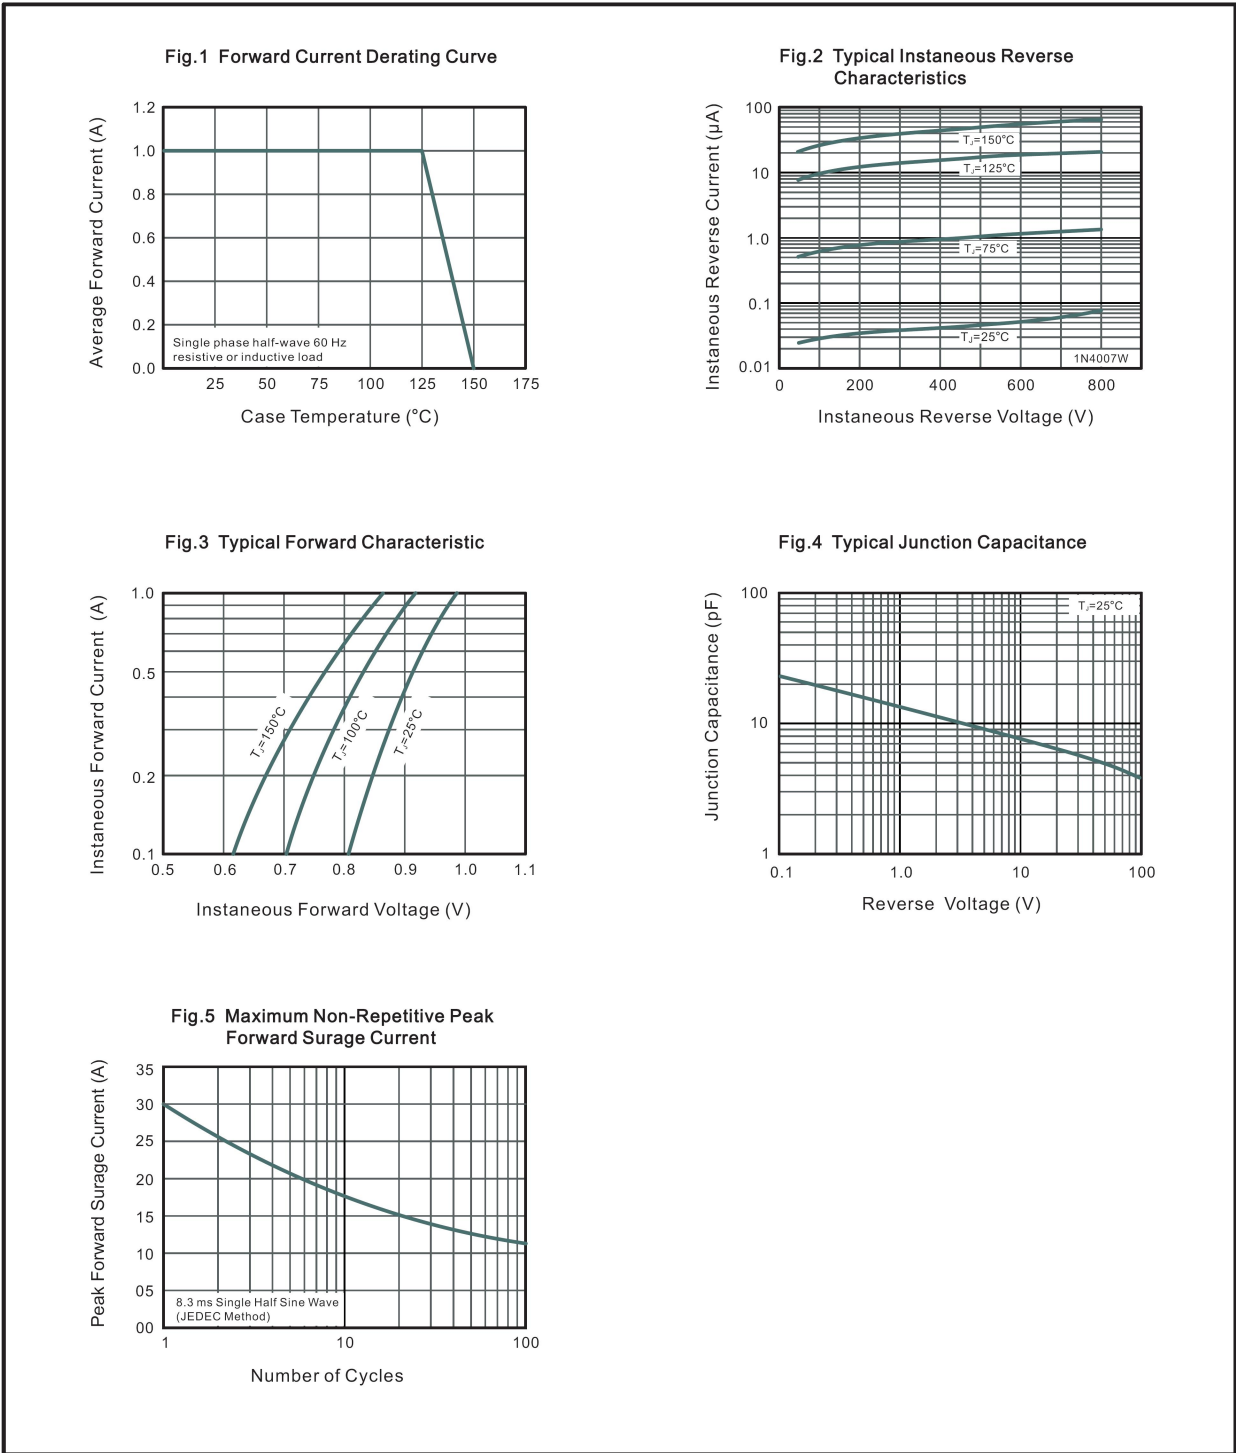 Fig.1 Forward Current Derating Curve
Average Forward Current (A)
1.2
1.0
0.8
0.6
0.4
0.2
0.0
Single phase half-wave 60 Hz
resistive or inductive load
25 50 75 100 125 150 175
Case Temperature (°C)
Fig.2 Typical Instaneous Reverse
Characteristics
Instaneous Reverse Current (μA)
100
10
1.0
0.1
0.01
TJ=150°C
TJ=125°C
TJ=75°C
TJ=25°C
1N4007W
0 200 400 600 800
Instaneous Reverse Voltage (V)
Fig.3 Typical Forward Characteristic
Instaneous Forward Current (A)
1.0
0.5
0.2
0.1
TJ=150°C
TJ=100°C
TJ=25°C
0.5 0.6 0.7 0.8 0.9 1.0 1.1
Instaneous Forward Voltage (V)
Fig.4 Typical Junction Capacitance
Junction Capacitance (pF)
100
10
1
TJ=25°C
0.1 1.0 10 100
Reverse Voltage (V)
Fig.5 Maximum Non-Repetitive Peak
Forward Surage Current
Peak Forward Surage Current (A)
35
30
25
20
15
10
05
00
8.3 ms Single Half Sine Wave
(JEDEC Method)
1 10 100
Number of Cycles